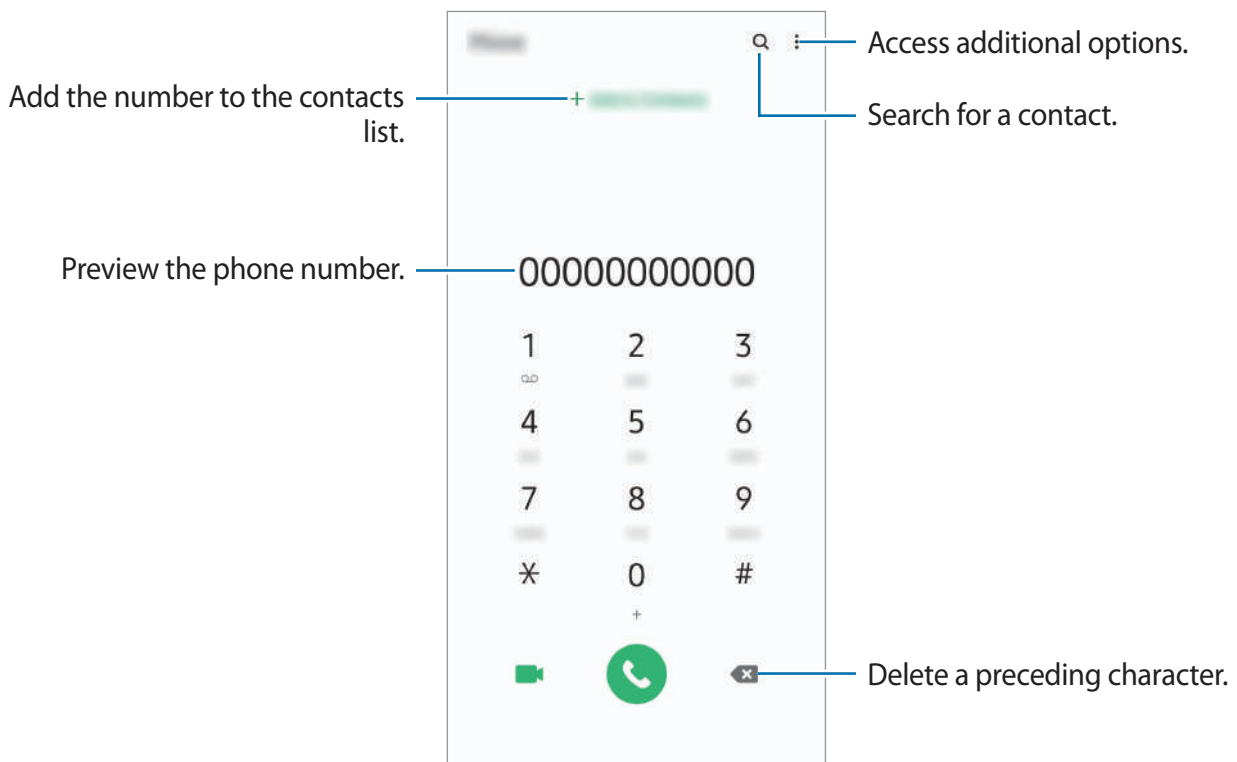 Access additional options.
Add the number to the contacts
list.
Search for a contact.
Preview the phone number.
00000000000
1 2 3
4 5 6
7 8 9
* 0 #
+
Delete a preceding character.